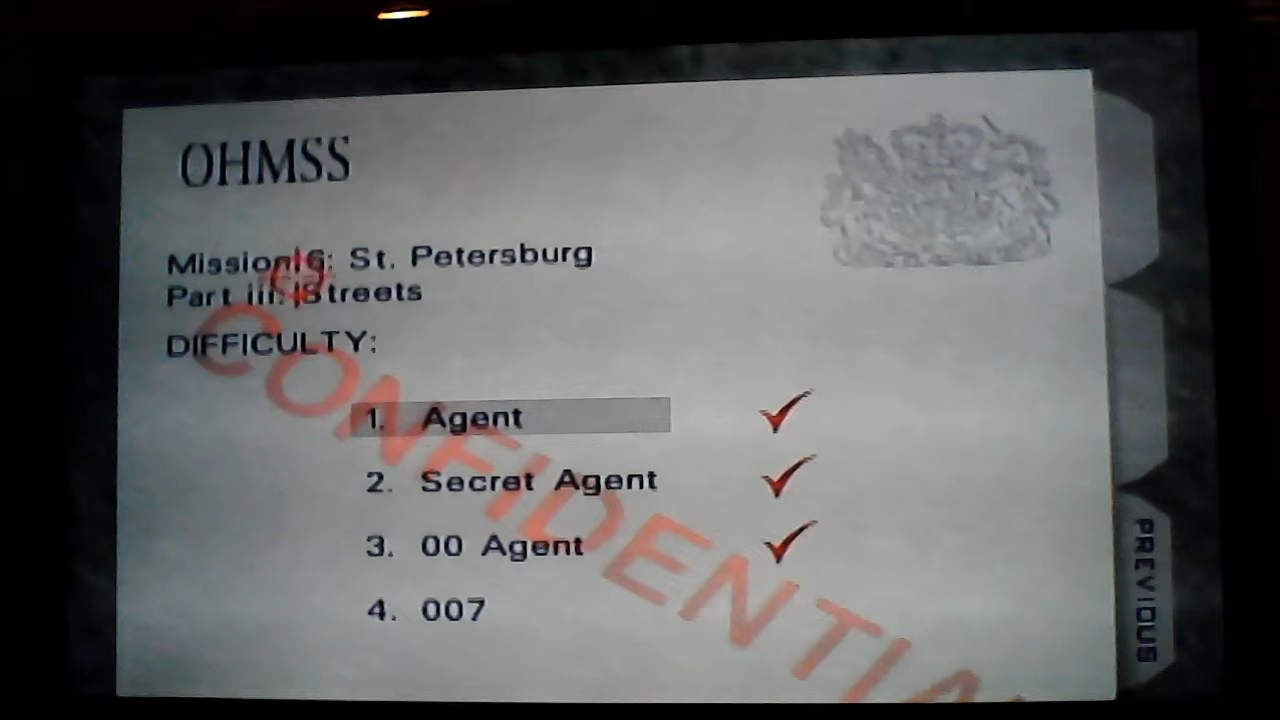 OHMSS
Mission 6: St. Petersburg
Part iii: Streets
DIFFICULTY:
1. Agent
2. Secret Agent
3. 00 Agent
4. 007
CONFIDENTIA
PREVIOUS